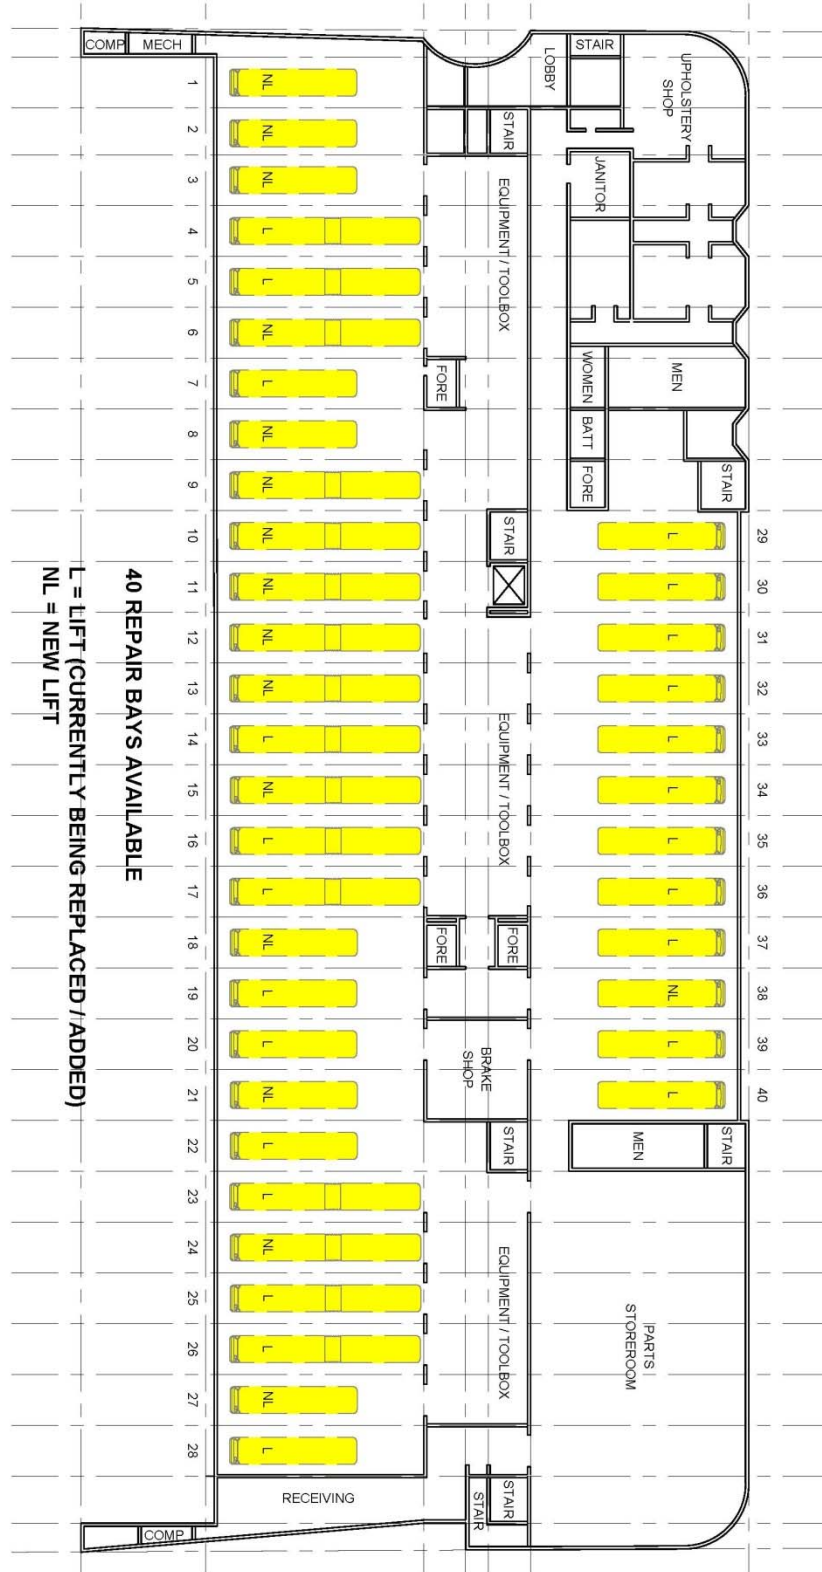 COMP
MECH
STAIR
LOBBY
UPHOLSTERY
SHOP
1
NL
2
NL
STAIR
3
NL
JANITOR
4
L
EQUIPMENT / TOOLBOX
5
L
6
NL
7
L
FORE
WOMEN
MEN
8
NL
BATT
9
NL
FORE
STAIR
10
NL
STAIR
L
29
11
NL
L
30
12
NL
L
31
13
NL
L
32
14
L
EQUIPMENT / TOOLBOX
L
33
15
NL
L
34
16
L
L
35
17
L
L
36
18
NL
FORE
FORE
L
37
19
L
NL
38
20
L
BRAKE
SHOP
L
39
21
NL
L
40
22
L
STAIR
MEN
STAIR
23
L
24
NL
EQUIPMENT / TOOLBOX
25
L
26
L
PARTS
STOREROOM
27
NL
28
L
RECEIVING
STAIR
STAIR
COMP
40 REPAIR BAYS AVAILABLE
L = LIFT (CURRENTLY BEING REPLACED / ADDED)
NL = NEW LIFT